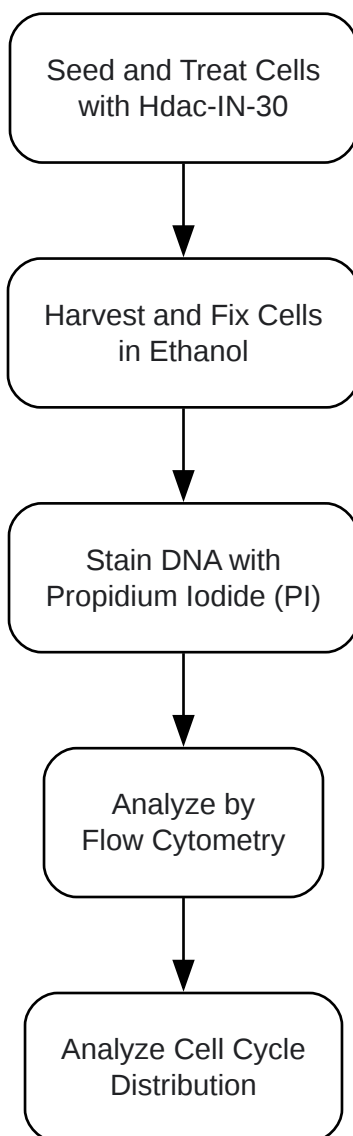 Seed and Treat Cells
with Hdac-IN-30
Harvest and Fix Cells
in Ethanol
Stain DNA with
Propidium Iodide (PI)
Analyze by
Flow Cytometry
Analyze Cell Cycle
Distribution